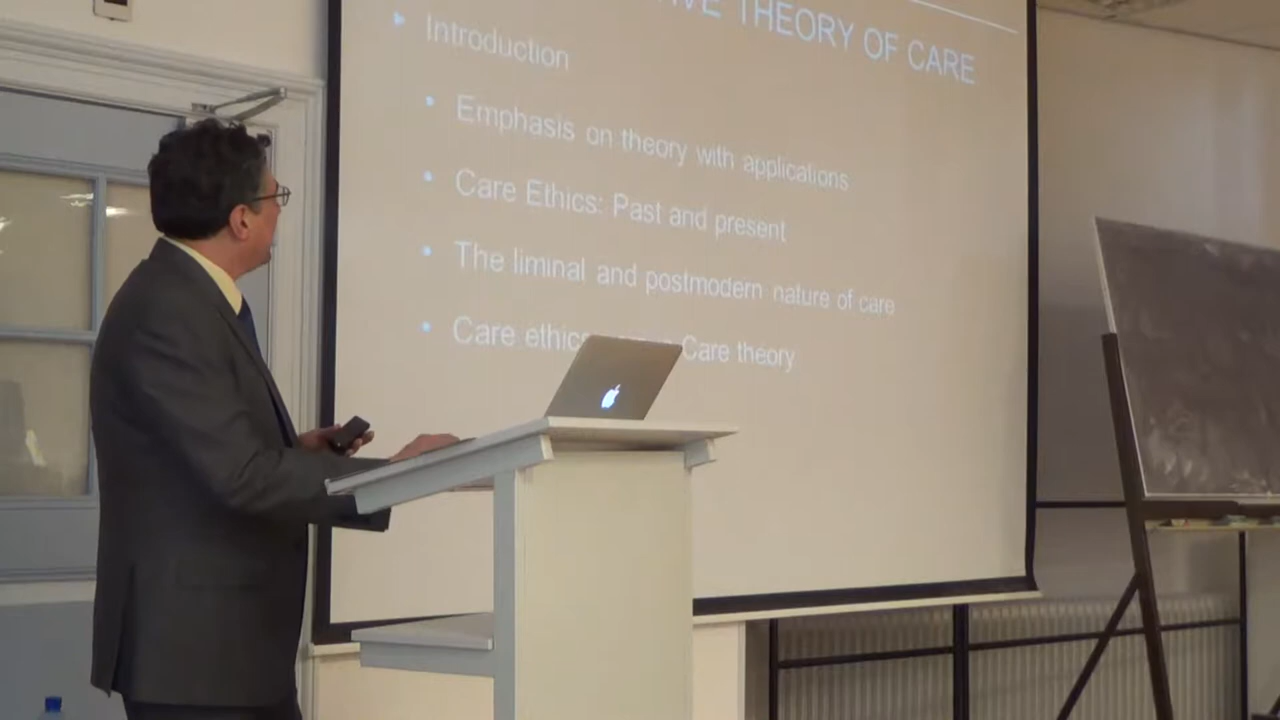 THEORY OF CARE
Introduction
Emphasis on theory with applications
Care Ethics: Past and present
The liminal and postmodern nature of care
Care ethics Care theory